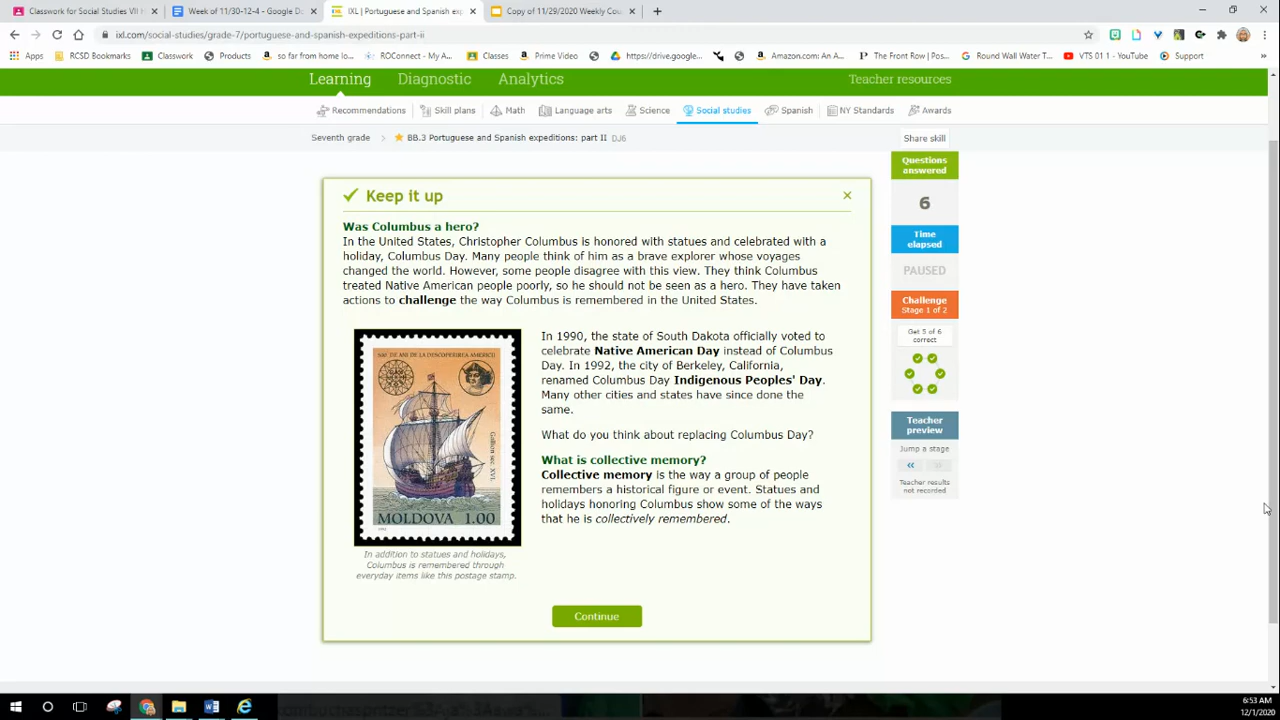 Classwork for Social Studies VII H
Week of 11/30-12-4 - Google D
IXL | Portuguese and Spanish exp
Copy of 11/29/2020 Weekly Cou
ixl.com/social-studies/grade-7/portuguese-and-spanish-expeditions-part-ii
Apps
RCSD Bookmarks
Classwork
Products
so far from home lo...
ROConnect - My A...
Classes
Prime Video
https://drive.google...
Amazon.com: An...
The Front Row | Pos...
Round Wall Water T...
VTS 01 1 - YouTube
Support
Learning
Diagnostic
Analytics
Teacher resources
Recommendations
Skill plans
Math
Language arts
Science
Social studies
Spanish
NY Standards
Awards
Seventh grade > BB.3 Portuguese and Spanish expeditions: part II DJ6
Share skill
Keep it up
Was Columbus a hero?
In the United States, Christopher Columbus is honored with statues and celebrated with a
holiday, Columbus Day. Many people think of him as a brave explorer whose voyages
changed the world. However, some people disagree with this view. They think Columbus
treated Native American people poorly, so he should not be seen as a hero. They have taken
actions to challenge the way Columbus is remembered in the United States.
500 DE ANI DE LA DESCOPERIREA AMERICII
Galion sec. XVI.
MOLDOVA 1.00
In addition to statues and holidays,
Columbus is remembered through
everyday items like this postage stamp.
In 1990, the state of South Dakota officially voted to
celebrate Native American Day instead of Columbus
Day. In 1992, the city of Berkeley, California,
renamed Columbus Day Indigenous Peoples' Day.
Many other cities and states have since done the
same.
What do you think about replacing Columbus Day?
What is collective memory?
Collective memory is the way a group of people
remembers a historical figure or event. Statues and
holidays honoring Columbus show some of the ways
that he is collectively remembered.
Continue
Questions
answered
6
Time
elapsed
PAUSED
Challenge
Stage 1 of 2
Get 5 of 6
correct
Teacher
preview
Jump a stage
Teacher results
not recorded
6:53 AM
12/1/2020